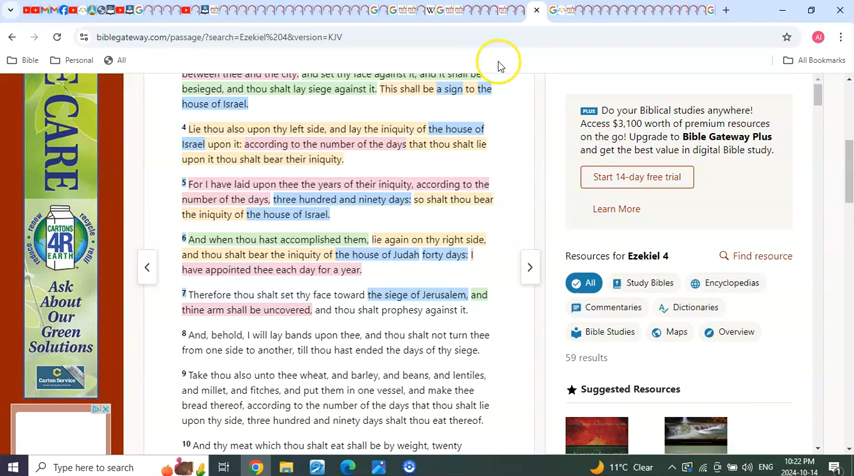 biblegateway.com/passage/?search=Ezekiel%204&version=KJV
Bible
Personal
All
All Bookmarks
CARE
CARTONS
4R
EARTH
Ask
About
Our
Green
Solutions
Carton Service
between thee and the city. and set thy face against it, and it shall be
besieged, and thou shalt lay siege against it. This shall be a sign to the
house of Israel.
4 Lie thou also upon thy left side, and lay the iniquity of the house of
Israel upon it: according to the number of the days that thou shalt lie
upon it thou shalt bear their iniquity.
5 For I have laid upon thee the years of their iniquity, according to the
number of the days, three hundred and ninety days: so shalt thou bear
the iniquity of the house of Israel.
6 And when thou hast accomplished them, lie again on thy right side,
and thou shalt bear the iniquity of the house of Judah forty days: I
have appointed thee each day for a year.
7 Therefore thou shalt set thy face toward the siege of Jerusalem, and
thine arm shall be uncovered, and thou shalt prophesy against it.
8 And, behold, I will lay bands upon thee, and thou shalt not turn thee
from one side to another, till thou hast ended the days of thy siege.
9 Take thou also unto thee wheat, and barley, and beans, and lentiles,
and millet, and fitches, and put them in one vessel, and make thee
bread thereof, according to the number of the days that thou shalt lie
upon thy side, three hundred and ninety days shalt thou eat thereof.
10 And thy meat which thou shalt eat shall be by weight, twenty
PLUS Do your Biblical studies anywhere!
Access $3,100 worth of premium resources
on the go! Upgrade to Bible Gateway Plus
and get the best value in digital Bible study.
Start 14-day free trial
Learn More
Resources for Ezekiel 4
Find resource
All
Study Bibles
Encyclopedias
Commentaries
Dictionaries
Bible Studies
Maps
Overview
59 results
Suggested Resources
Type here to search
11°C Clear
ENG
10:22 PM
2024-10-14